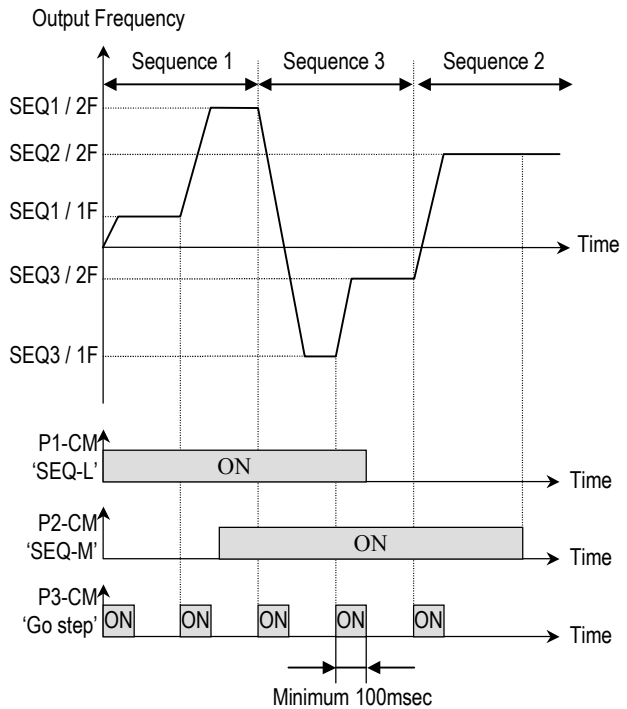 Output Frequency
Sequence 1
Sequence 3
Sequence 2
SEQ1 / 2F
SEQ2 / 2F
SEQ1 / 1F
Time
SEQ3 / 2F
SEQ3 / 1F
P1-CM
‘SEQ-L’
ON
Time
P2-CM
‘SEQ-M’
ON
Time
P3-CM
‘Go step’
ON
ON
ON
ON
ON
Time
Minimum 100msec